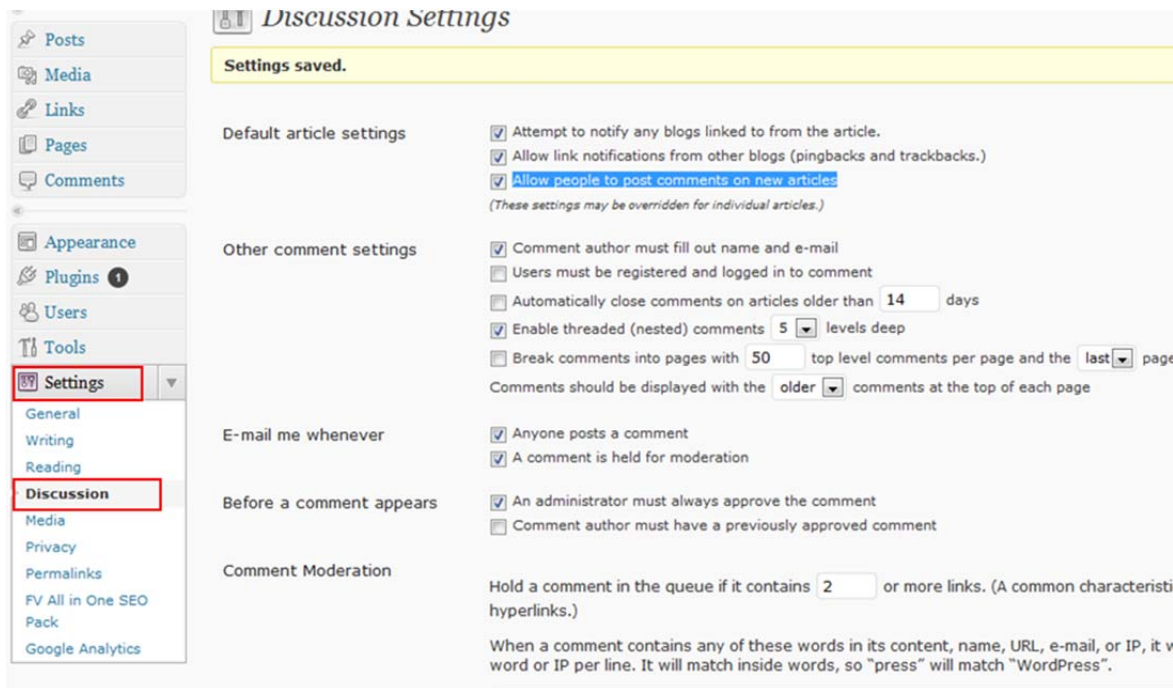 Discussion Settings
Posts
Media
Links
Pages
Comments
Appearance
Plugins 1
Users
Tools
Settings
General
Writing
Reading
Discussion
Media
Privacy
Permalinks
FV All in One SEO
Pack
Google Analytics
Settings saved.
Default article settings
Attempt to notify any blogs linked to from the article.
Allow link notifications from other blogs (pingbacks and trackbacks.)
Allow people to post comments on new articles
(These settings may be overridden for individual articles.)
Other comment settings
Comment author must fill out name and e-mail
Users must be registered and logged in to comment
Automatically close comments on articles older than 14 days
Enable threaded (nested) comments 5 levels deep
Break comments into pages with 50 top level comments per page and the last page
Comments should be displayed with the older comments at the top of each page
E-mail me whenever
Anyone posts a comment
A comment is held for moderation
Before a comment appears
An administrator must always approve the comment
Comment author must have a previously approved comment
Comment Moderation
Hold a comment in the queue if it contains 2 or more links. (A common characteristi
hyperlinks.)
When a comment contains any of these words in its content, name, URL, e-mail, or IP, it w
word or IP per line. It will match inside words, so "press" will match "WordPress".